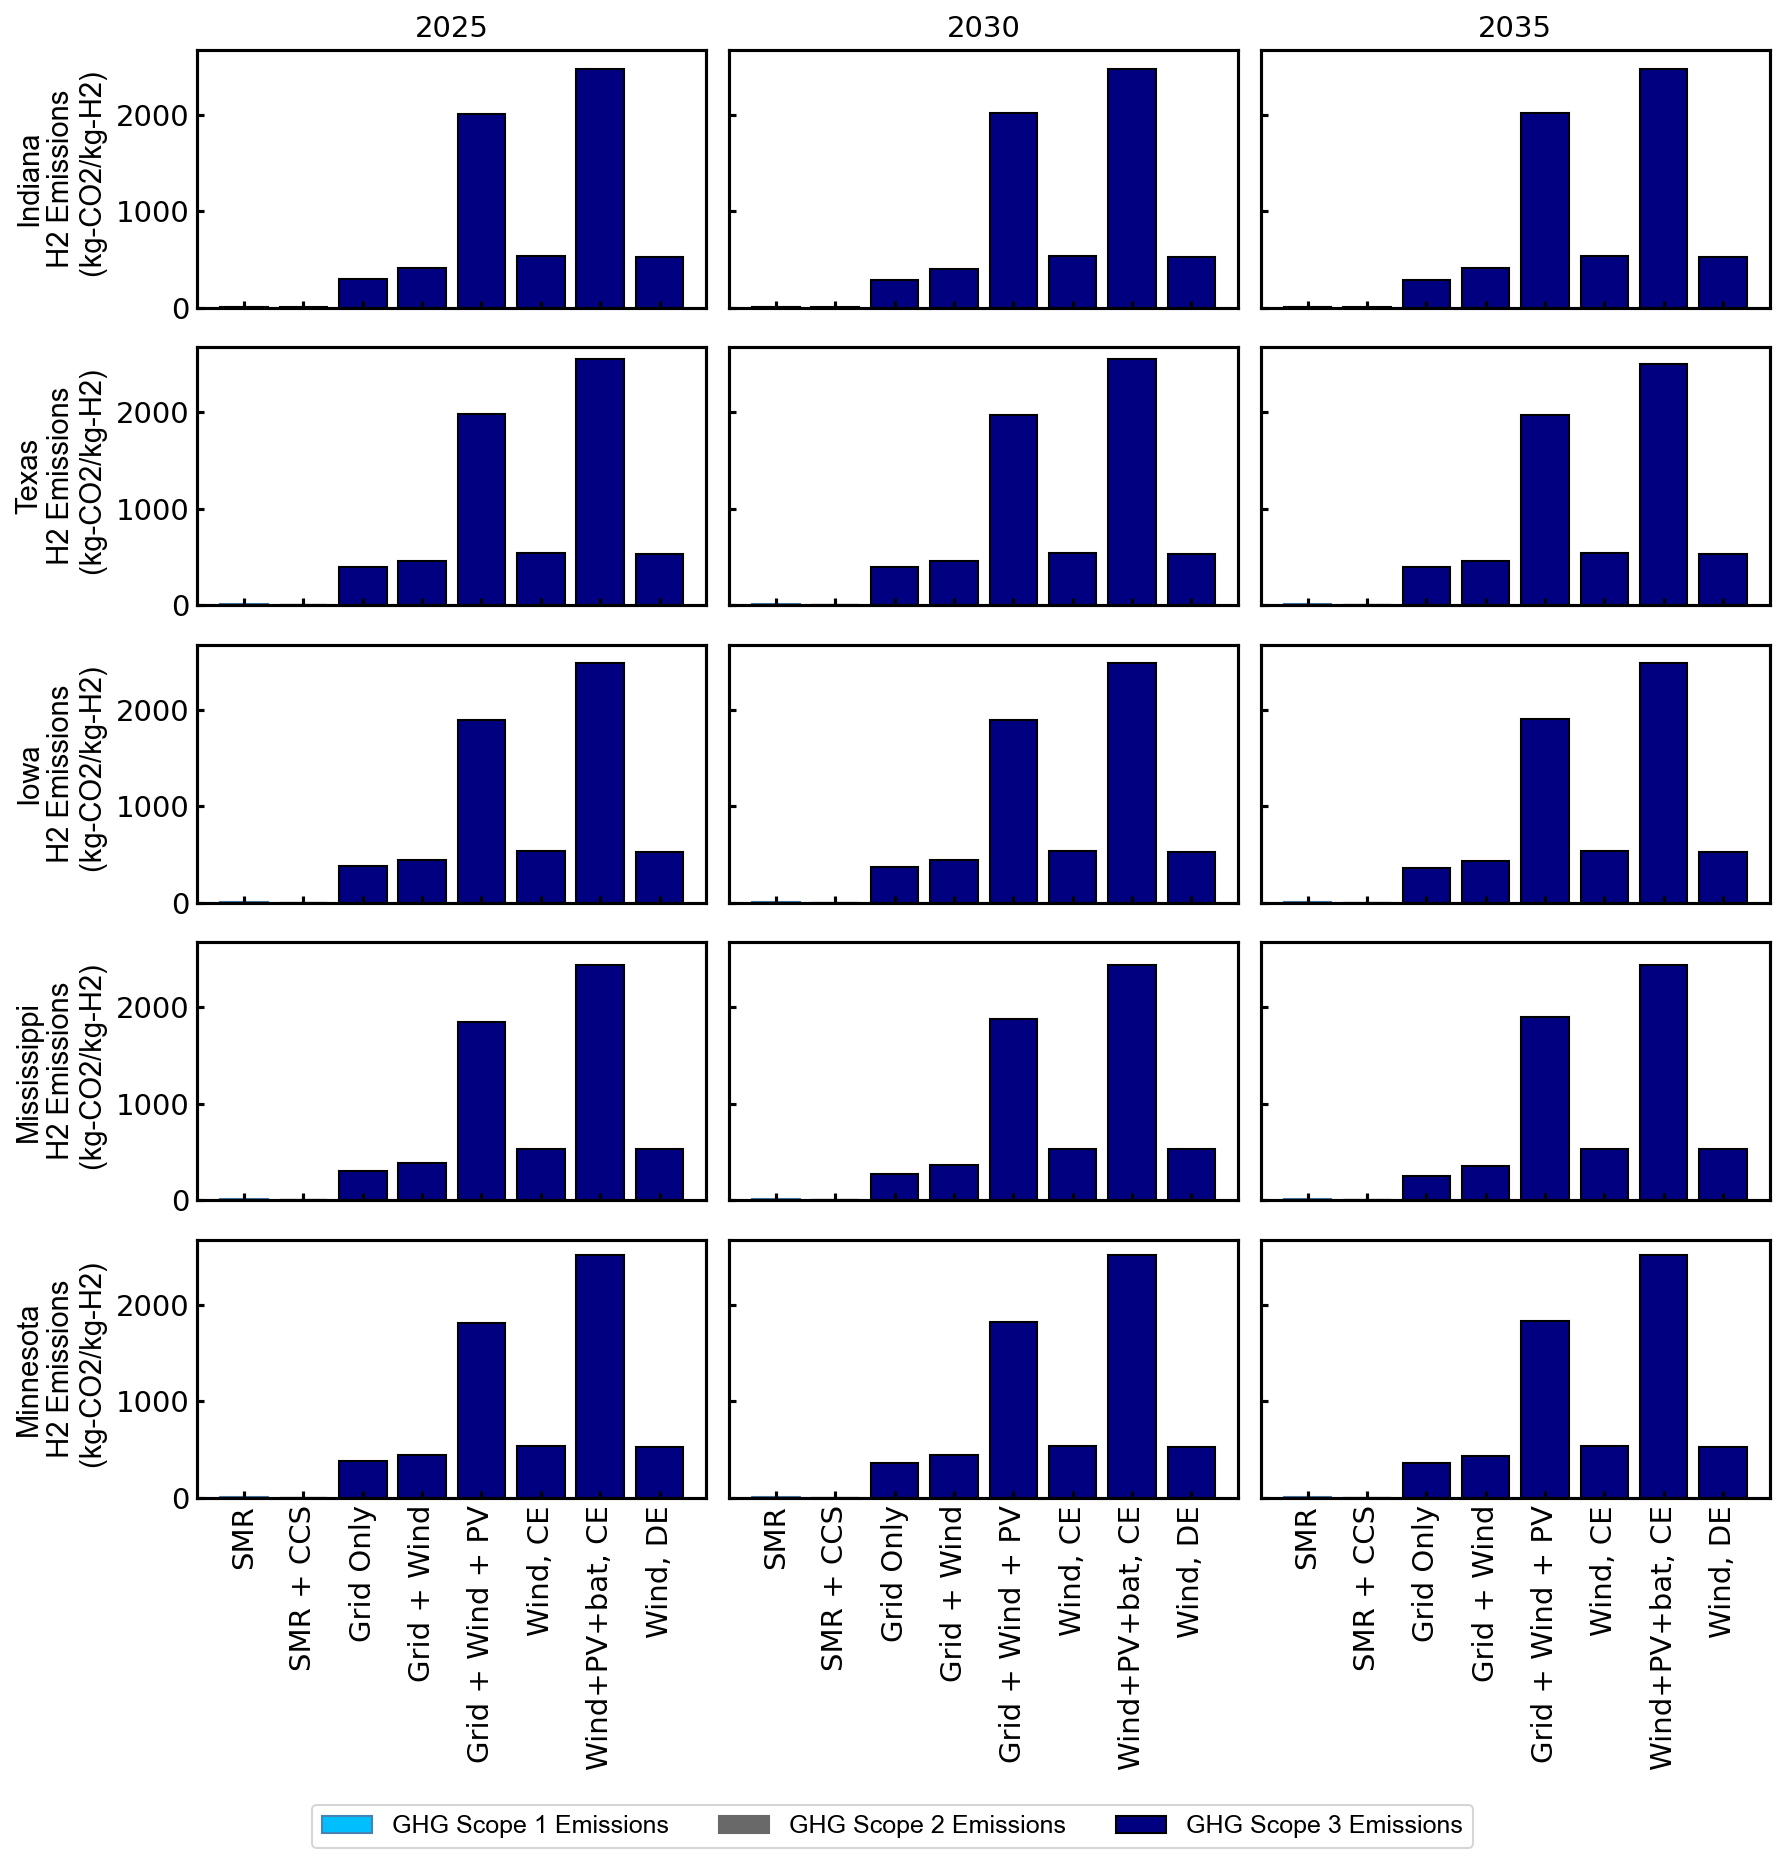 2025 2030 2035
Indiana
H2 Emissions
(kg-CO2/kg-H2)
2000
1000
0
Texas
H2 Emissions
(kg-CO2/kg-H2)
2000
1000
0
Iowa
H2 Emissions
(kg-CO2/kg-H2)
2000
1000
0
Mississippi
H2 Emissions
(kg-CO2/kg-H2)
2000
1000
0
Minnesota
H2 Emissions
(kg-CO2/kg-H2)
2000
1000
0
SMR
SMR + CCS
Grid Only
Grid + Wind
Grid + Wind + PV
Wind, CE
Wind+PV+bat, CE
Wind, DE
SMR
SMR + CCS
Grid Only
Grid + Wind
Grid + Wind + PV
Wind, CE
Wind+PV+bat, CE
Wind, DE
SMR
SMR + CCS
Grid Only
Grid + Wind
Grid + Wind + PV
Wind, CE
Wind+PV+bat, CE
Wind, DE
GHG Scope 1 Emissions GHG Scope 2 Emissions GHG Scope 3 Emissions